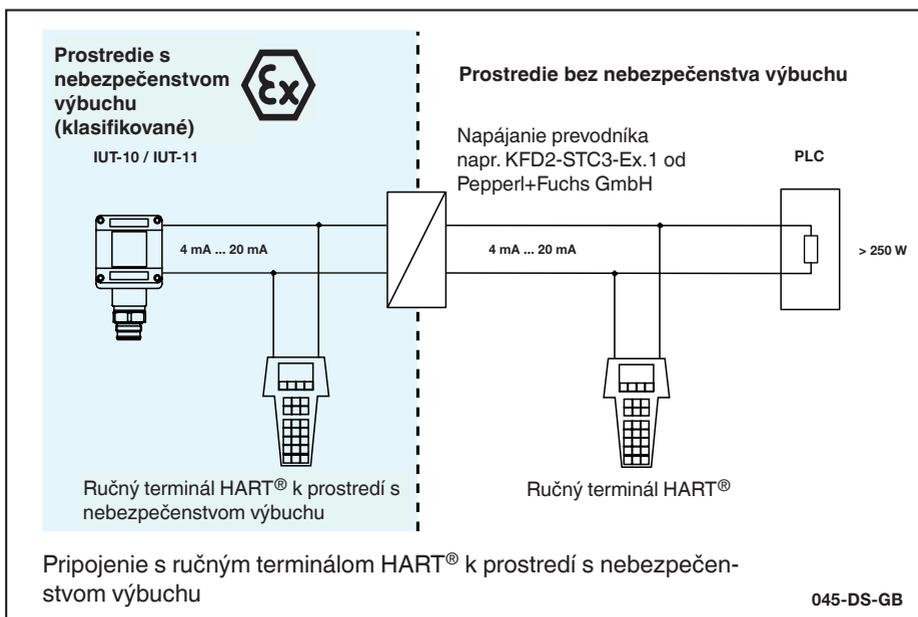 Prostredie s
nebezpečenstvom
výbuchu
(klasifikované)
Ex
IUT-10 / IUT-11
Prostredie bez nebezpečenstva výbuchu
Napájanie prevodníka
napr. KFD2-STC3-Ex.1 od
Pepperl+Fuchs GmbH
PLC
4 mA ... 20 mA
4 mA ... 20 mA
> 250 W
Ručný terminál HART® k prostredí s
nebezpečenstvom výbuchu
Ručný terminál HART®
Pripojenie s ručným terminálom HART® k prostredí s nebezpečen-
stvom výbuchu
045-DS-GB